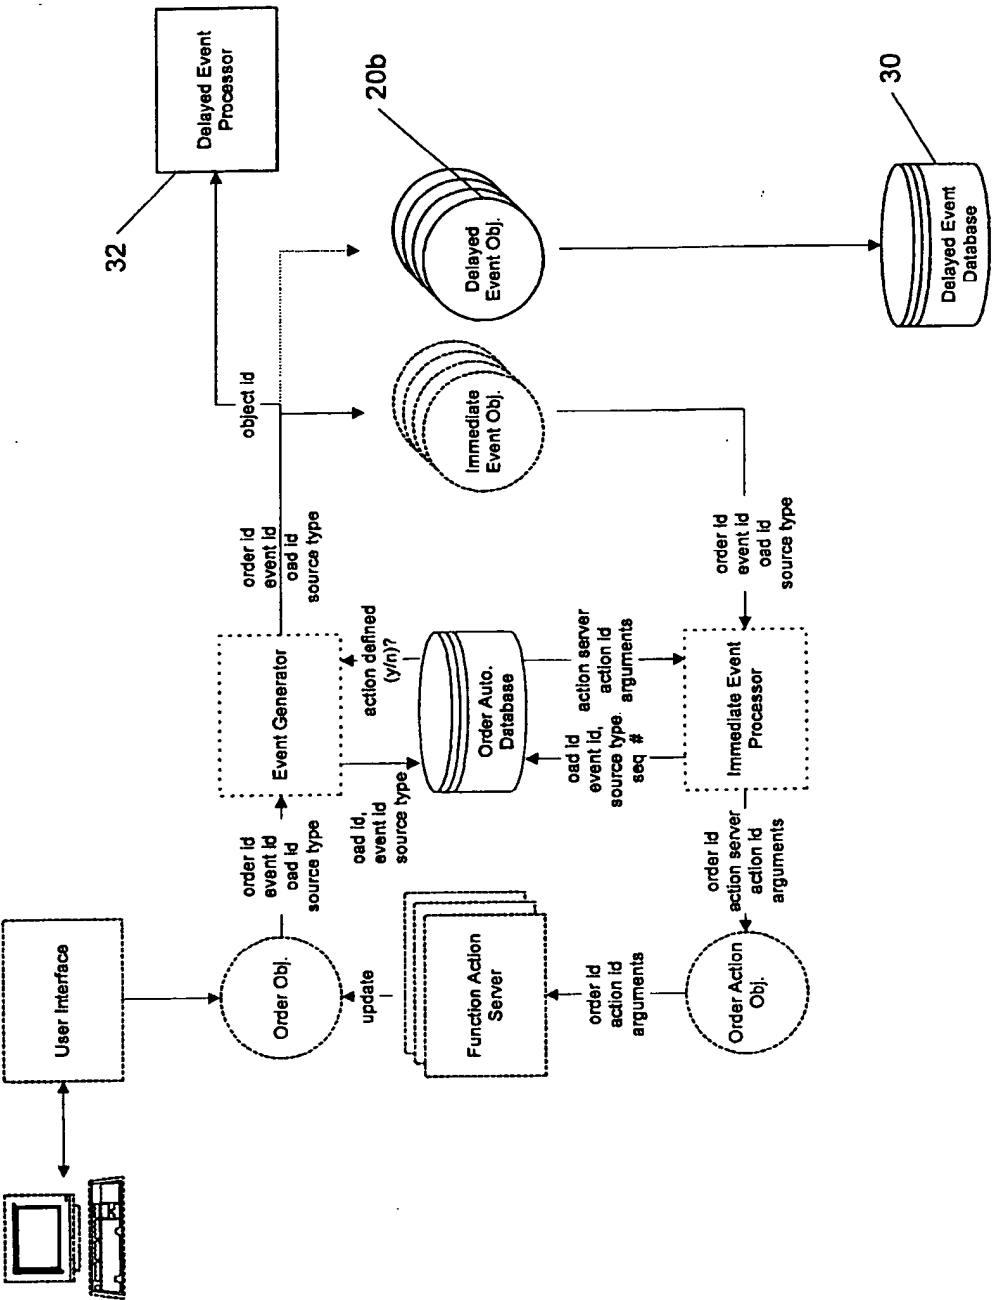 User Interface
Order Obj.
order id
event id
oad id
source type
Event Generator
order id
event id
oad id
source type
object id
32
Delayed Event
Processor
update
oad id,
event id
source type
action defined
(y/n)?
Function Action
Server
Order Auto.
Database
Immediate
Event Obj.
Delayed
Event Obj.
20b
order id
action id
arguments
oad id
event id,
source type.
seq #
action server
action id
arguments
Order Action
Obj.
order id
action server
action id
arguments
Immediate Event
Processor
order id
event id
oad id
source type
Delayed Event
Database
30